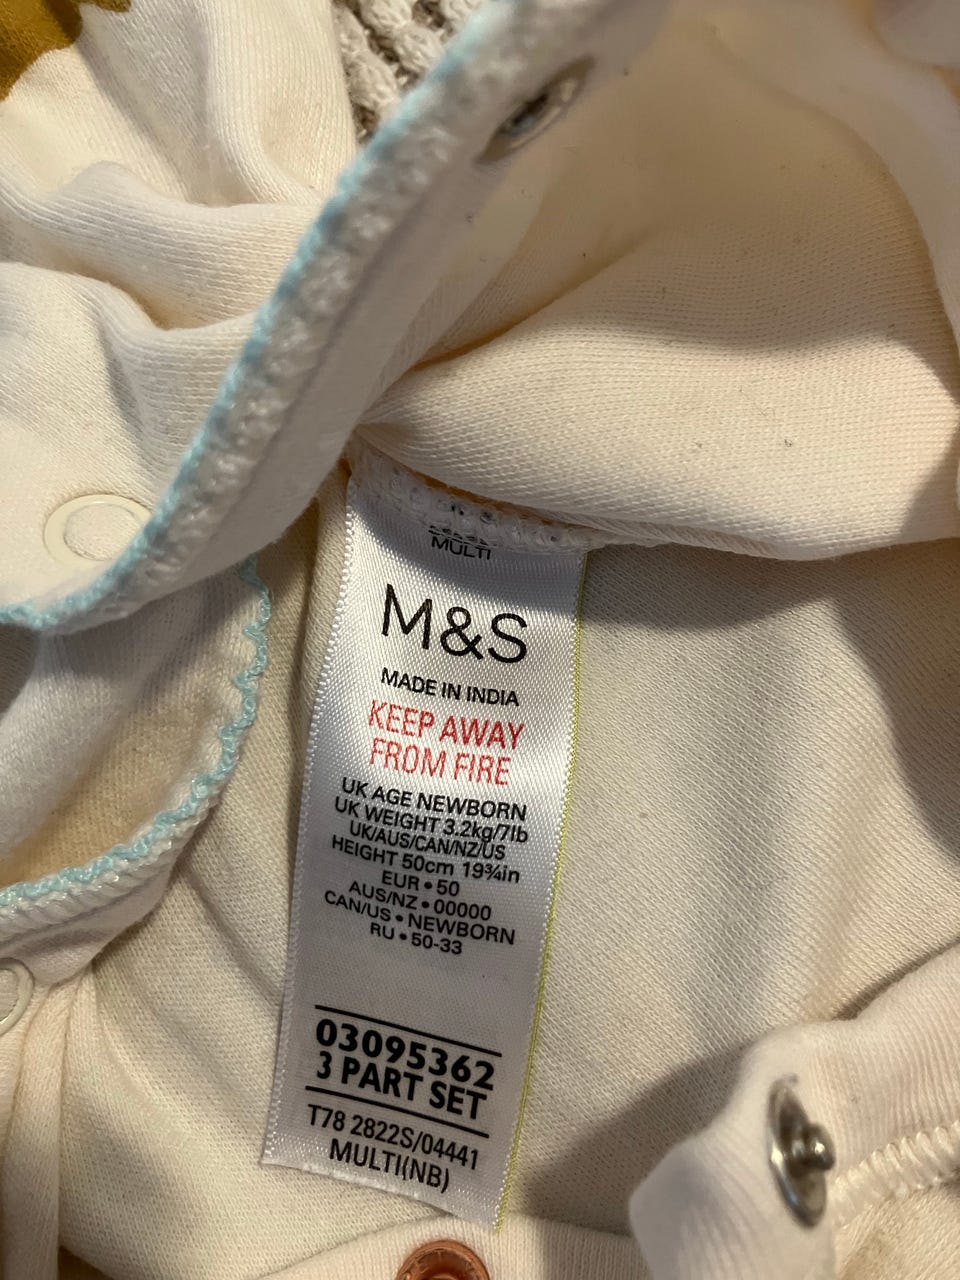 MULTI
M&S
MADE IN INDIA
KEEP AWAY
FROM FIRE
UK AGE NEWBORN
UK WEIGHT 3.2kg/7lb
UK/AUS/CAN/NZ/US
HEIGHT 50cm 19¾in
EUR • 50
AUS/NZ • 00000
CAN/US • NEWBORN
RU • 50-33
03095362
3 PART SET
T78 2822S/04441
MULTI(NB)